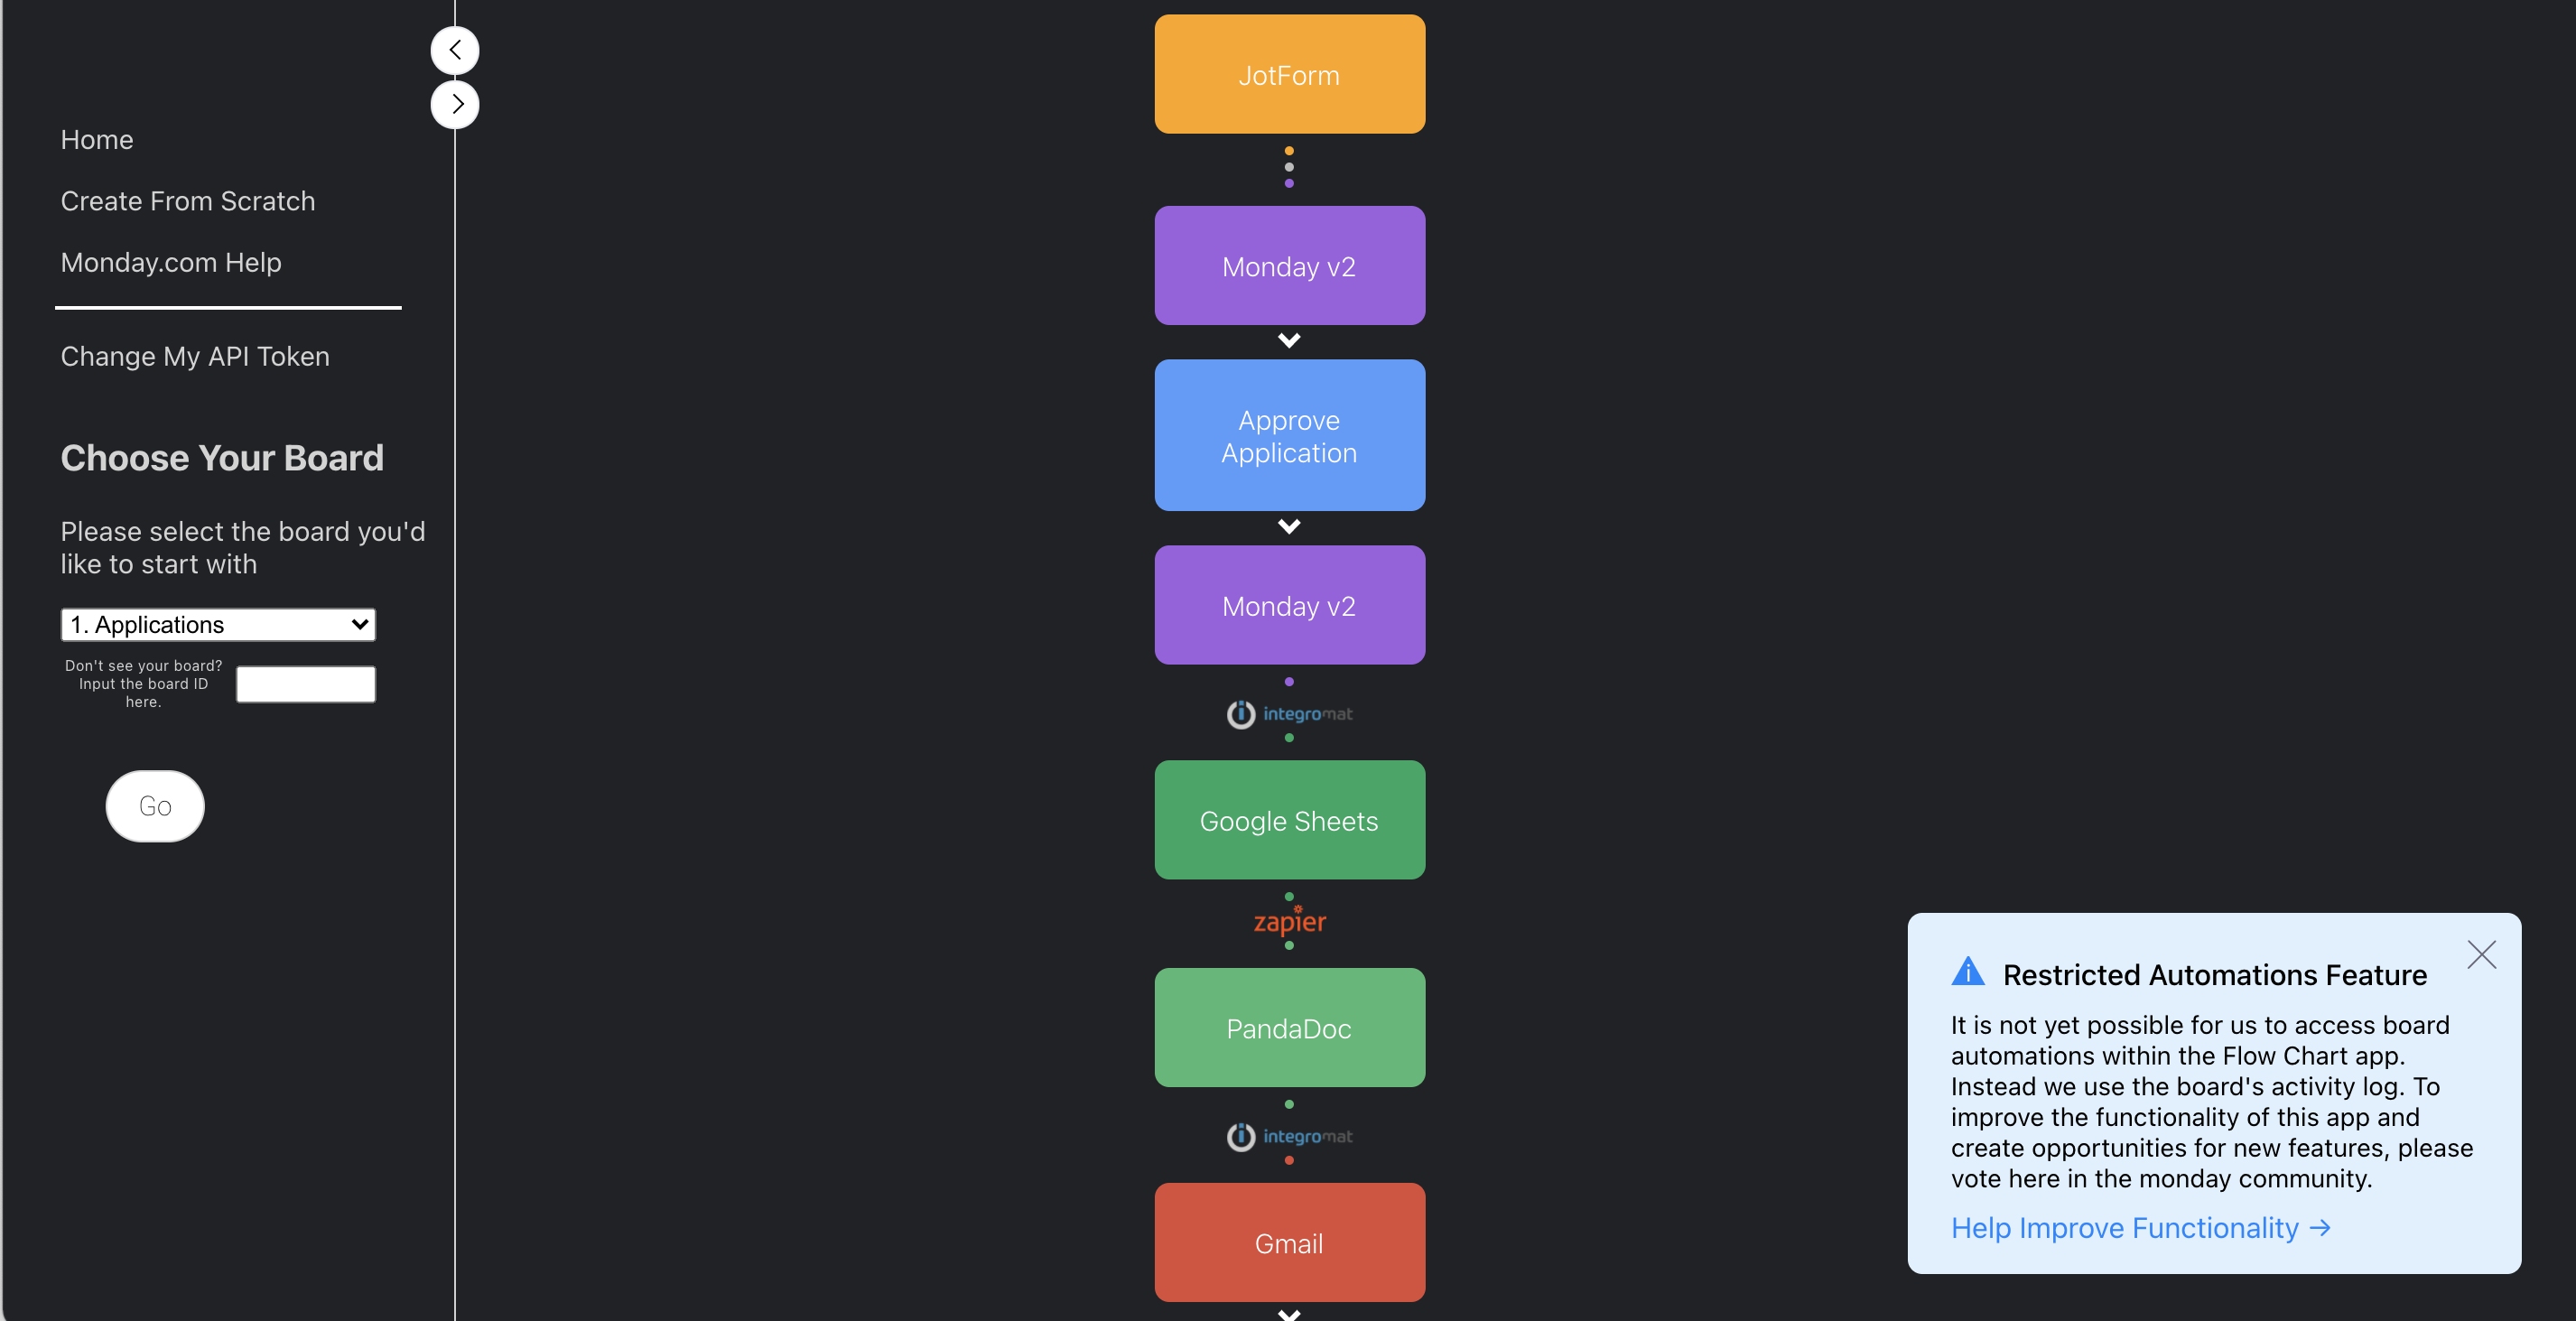 Home
Create From Scratch
Monday.com Help
Change My API Token
Choose Your Board
Please select the board you'd
like to start with
1. Applications
Don't see your board?
Input the board ID
here.
Go
JotForm
Monday v2
Approve
Application
Monday v2
integromat
Google Sheets
zapier
PandaDoc
integromat
Gmail
Restricted Automations Feature
It is not yet possible for us to access board
automations within the Flow Chart app.
Instead we use the board's activity log. To
improve the functionality of this app and
create opportunities for new features, please
vote here in the monday community.
Help Improve Functionality →